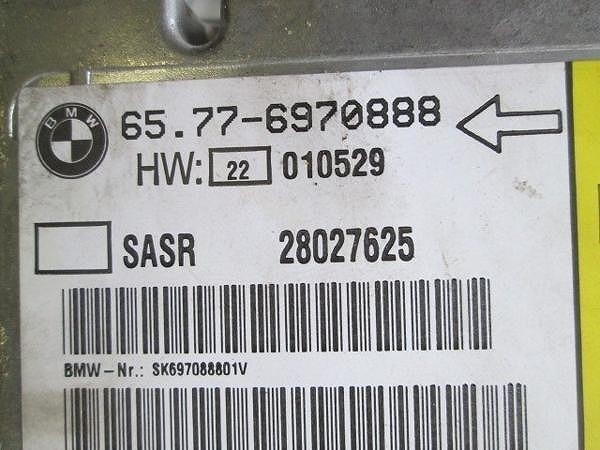 BMW
65.77-6970888
HW: 22 010529
SASR 28027625
BMW-Nr.: SK697088801V